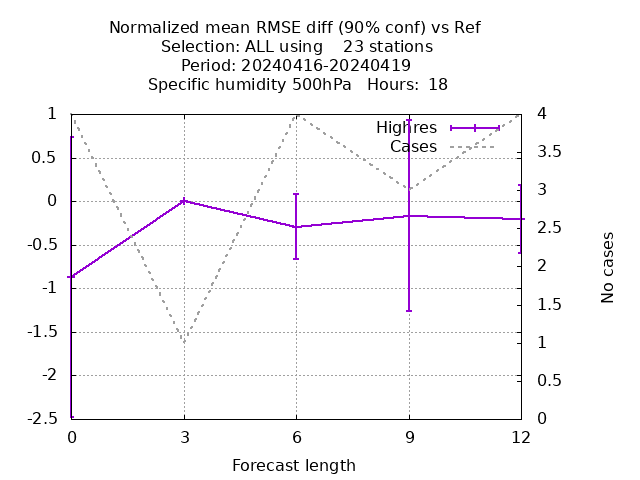 Normalized mean RMSE diff (90% conf) vs Ref
Selection: ALL using    23 stations
Period: 20240416-20240419
Specific humidity 500hPa   Hours:  18
Highres
Cases
1
0.5
0
-0.5
-1
-1.5
-2
-2.5
4
3.5
3
2.5
2
1.5
1
0.5
0
No cases
0
3
6
9
12
Forecast length